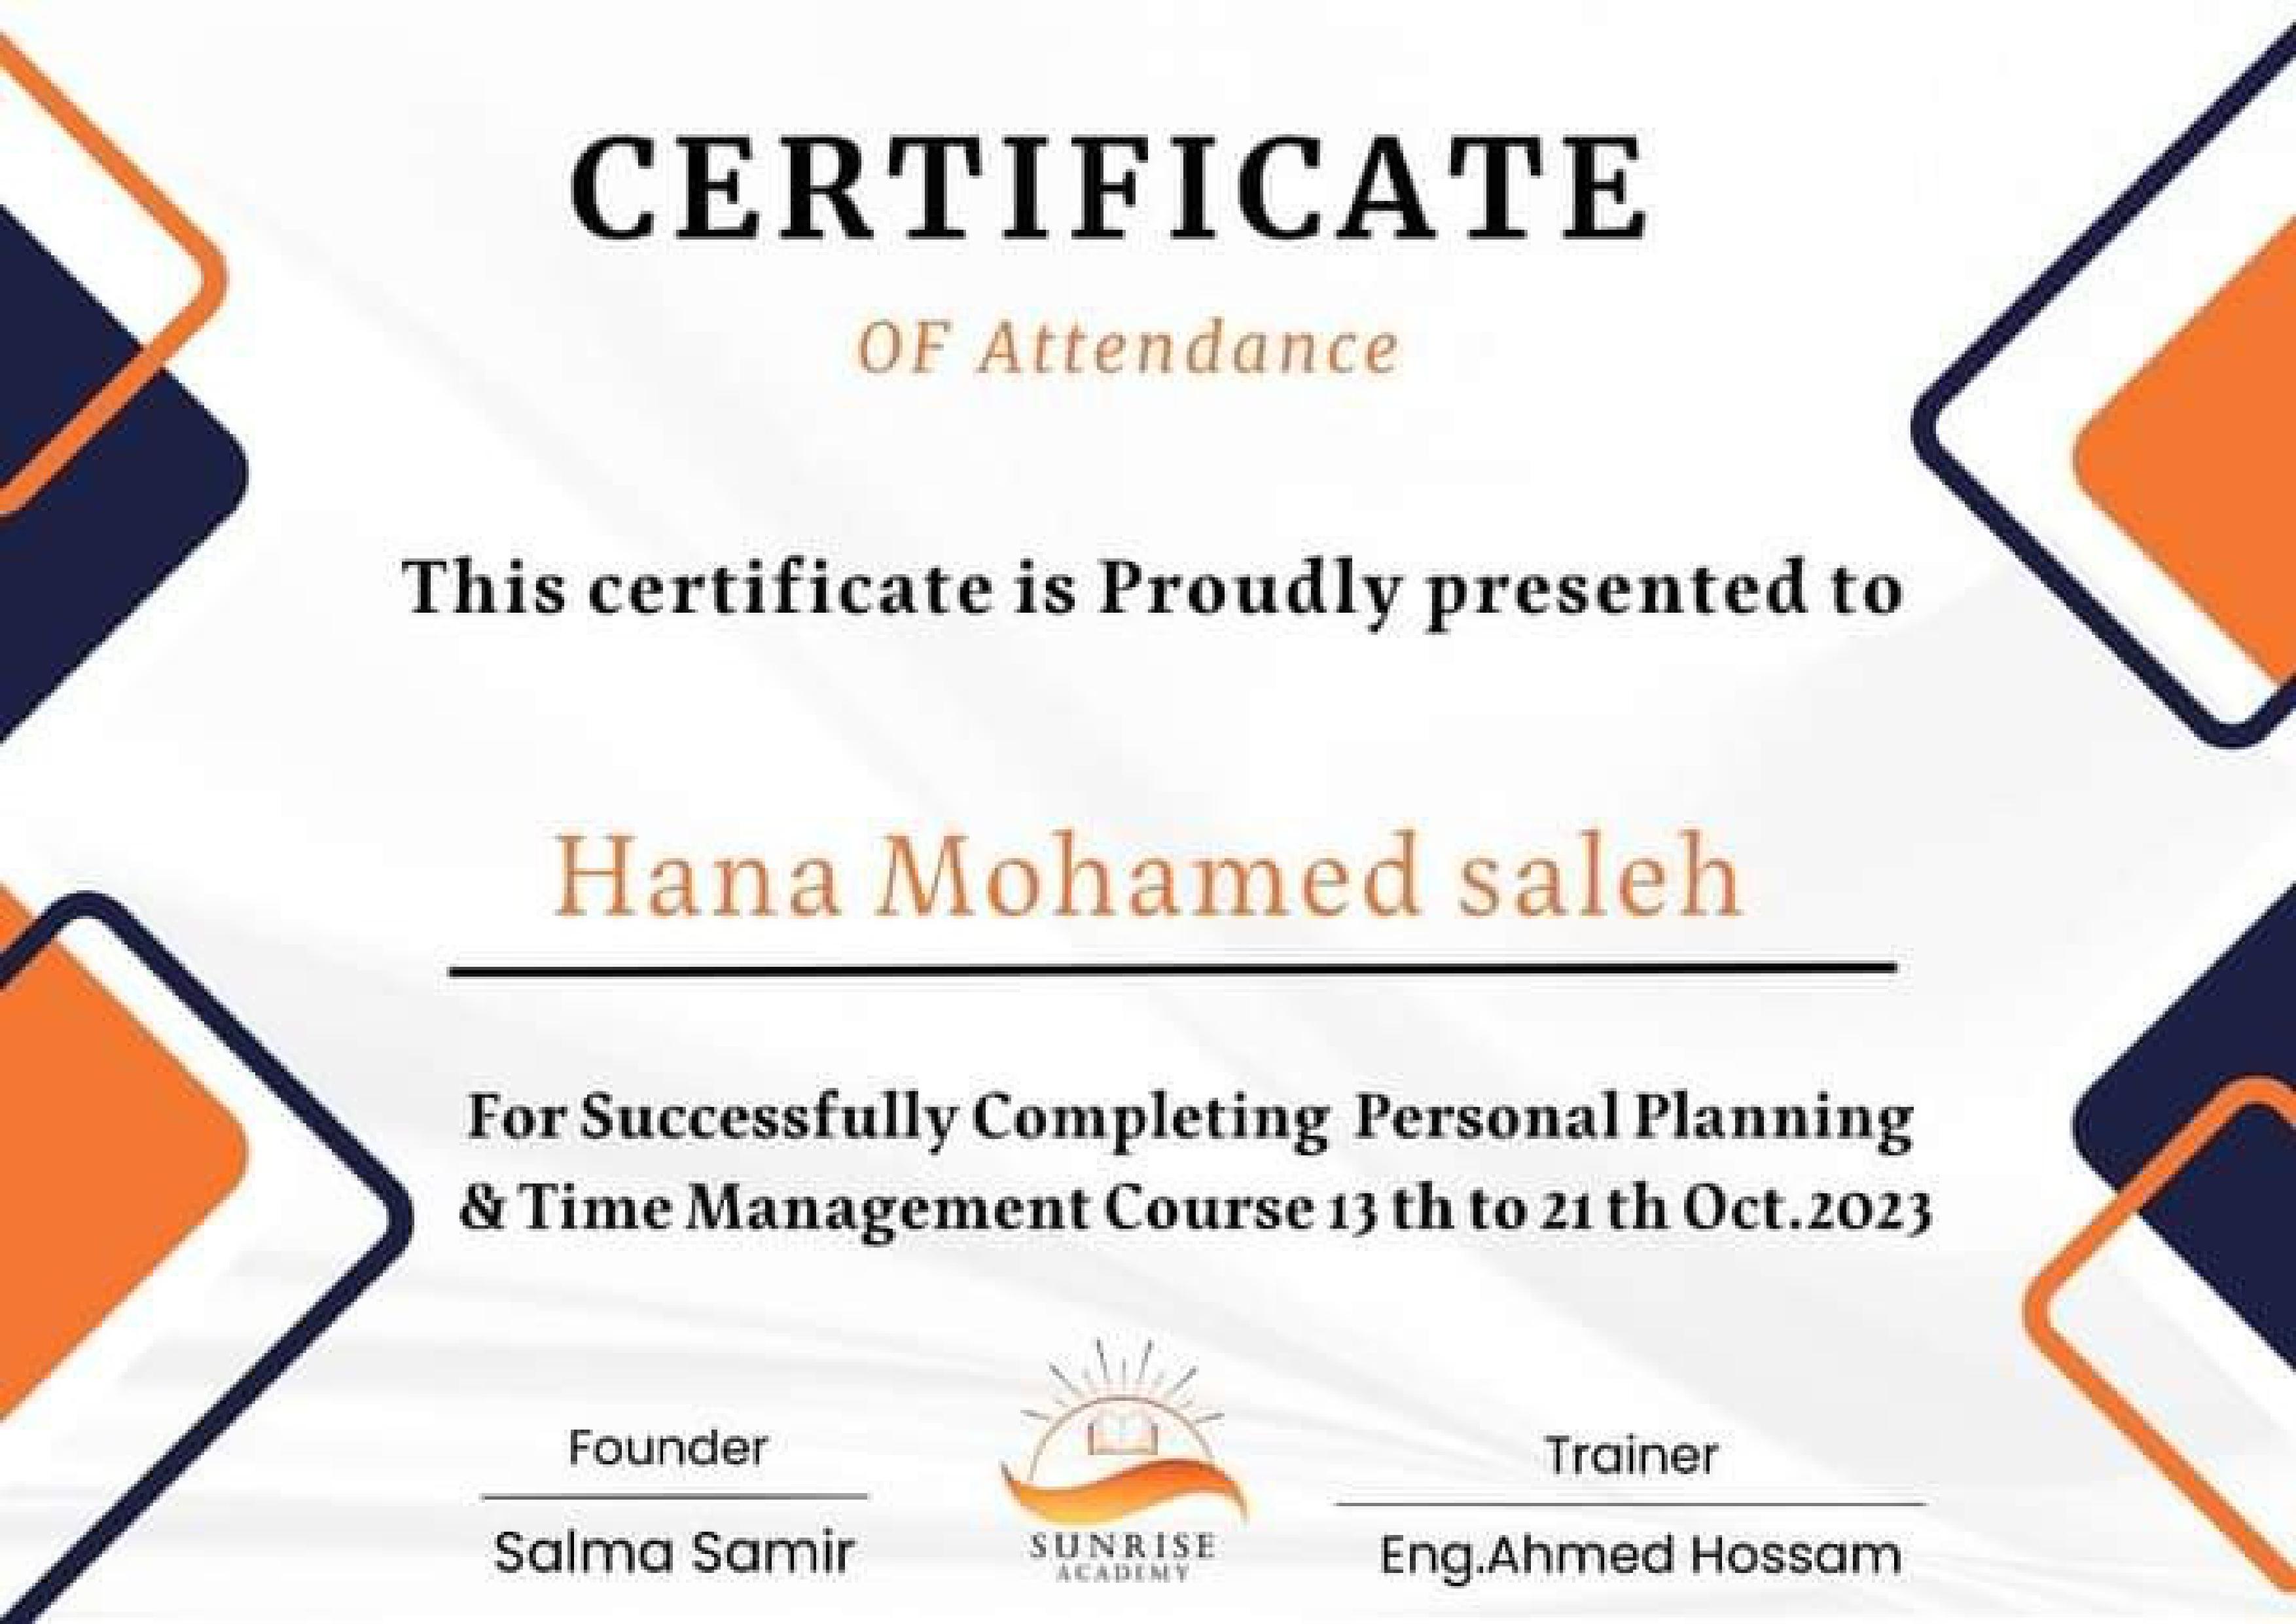 CERTIFICATE
OF Attendance
This certificate is Proudly presented to
Hana Mohamed saleh
For Successfully Completing Personal Planning
& Time Management Course 13 th to 21 th Oct.2023
Founder
Salma Samir
SUNRISE
ACADEMY
Trainer
Eng.Ahmed Hossam